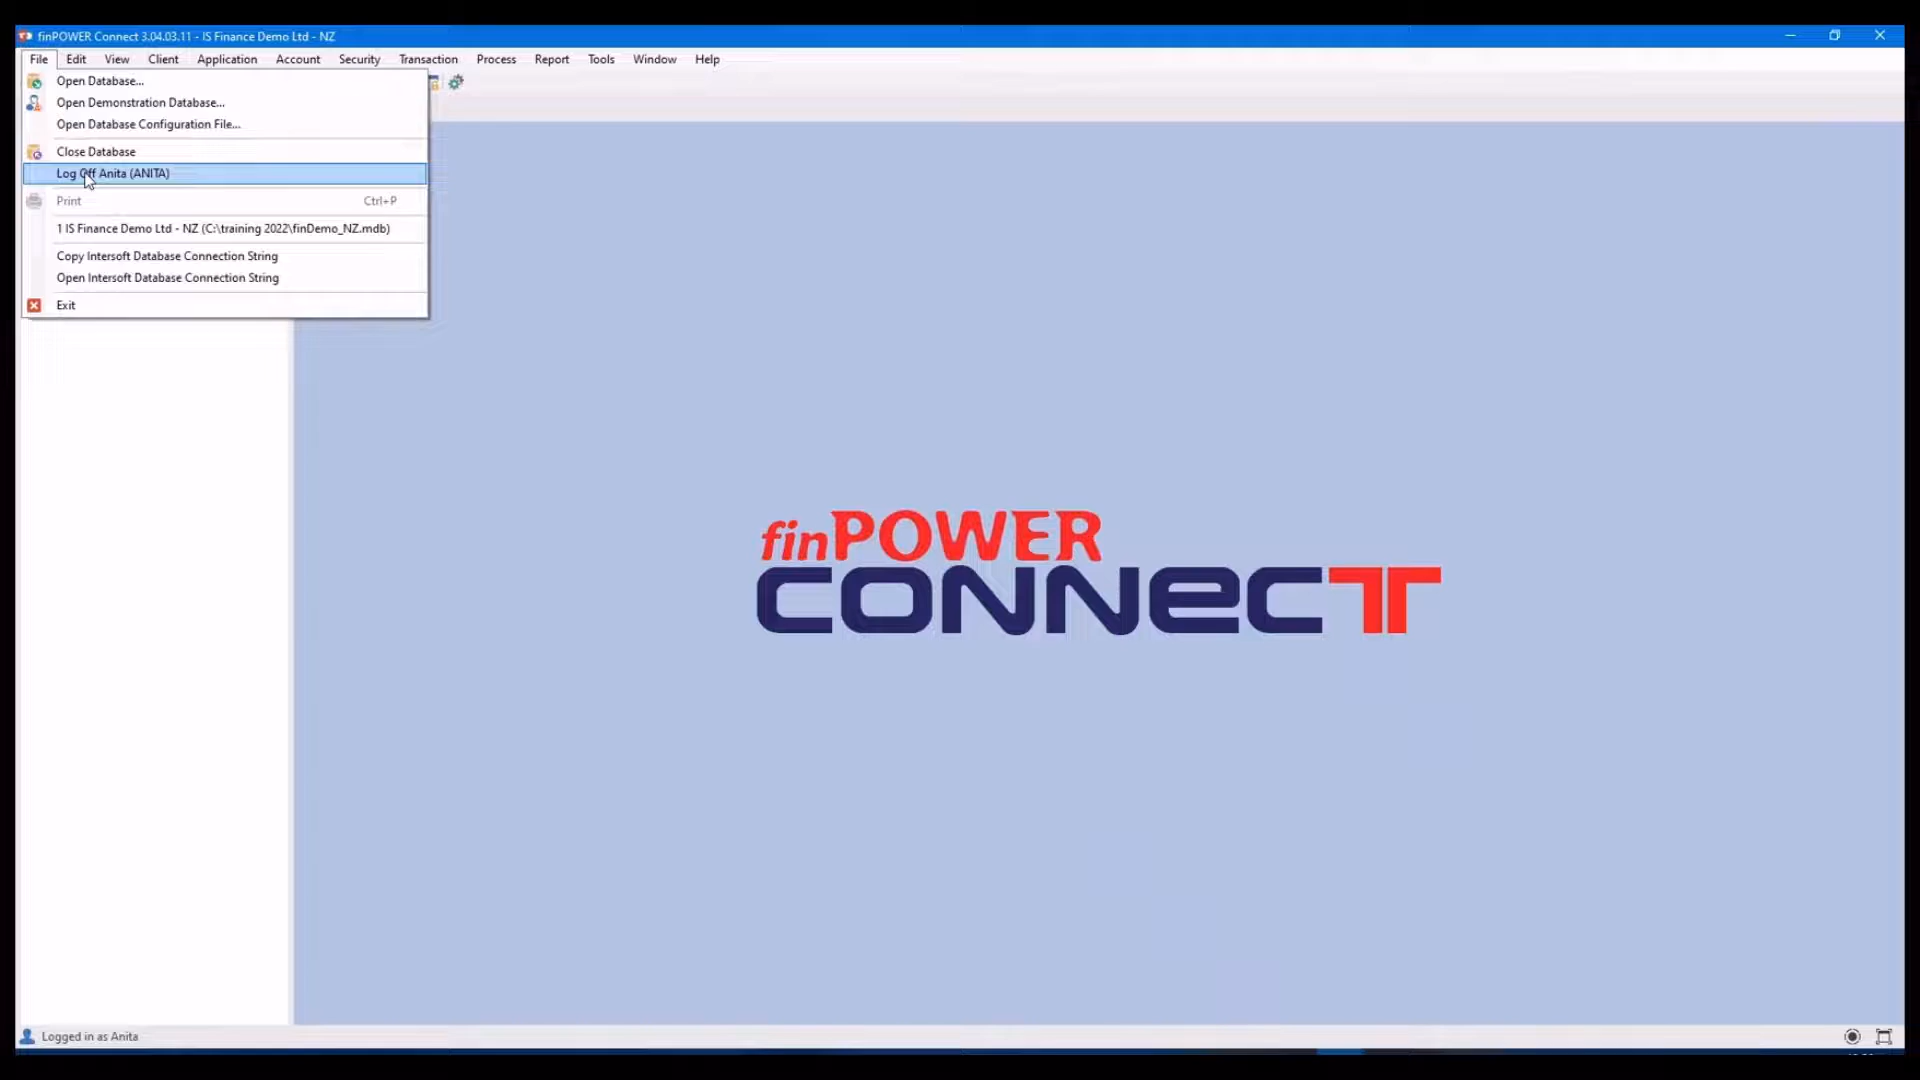 finPOWER Connect 3.04.03.11 - IS Finance Demo Ltd - NZ
File Edit View Client Application Account Security Transaction Process Report Tools Window Help
Open Database...
Open Demonstration Database...
Open Database Configuration File...
Close Database
Log Off Anita (ANITA)
Print Ctrl+P
1 IS Finance Demo Ltd - NZ (C:\training 2022\finDemo_NZ.mdb)
Copy Intersoft Database Connection String
Open Intersoft Database Connection String
Exit
finPOWER
CONNECT
Logged in as Anita